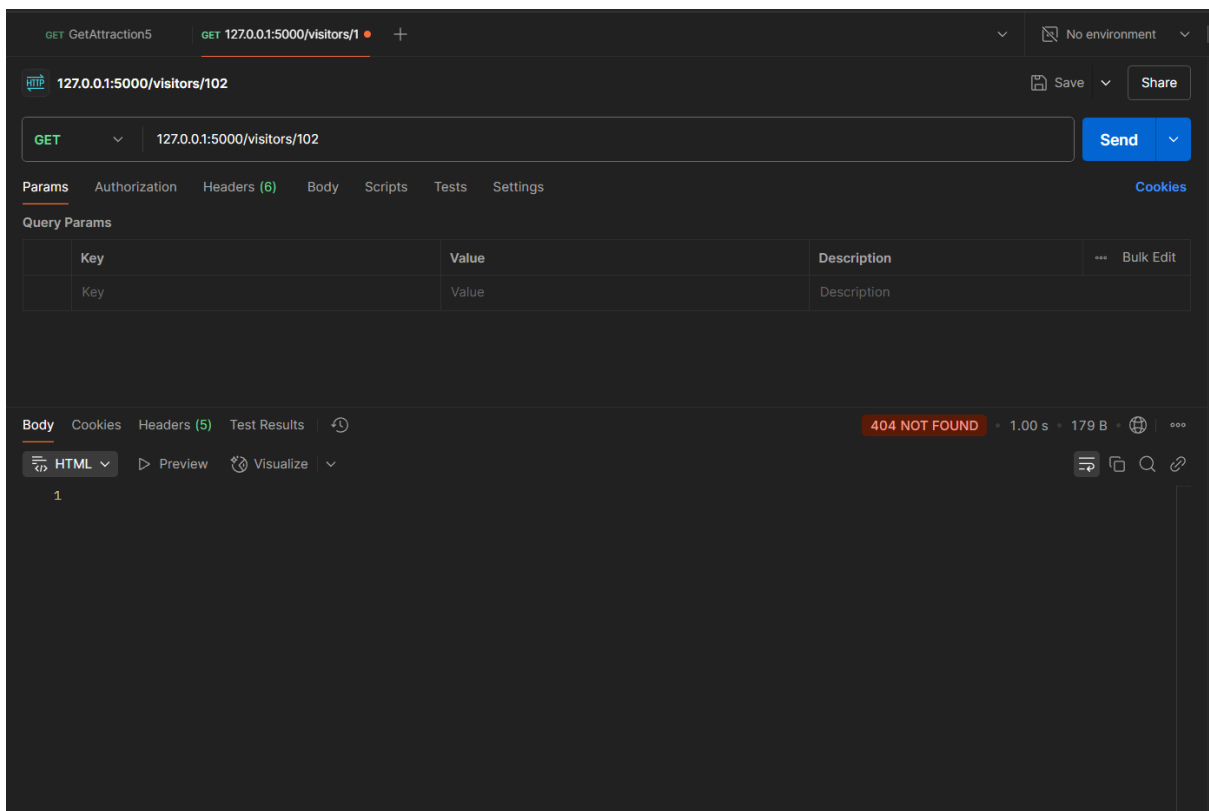 GET GetAttraction5 GET 127.0.0.1:5000/visitors/1 No environment
HTTP 127.0.0.1:5000/visitors/102 Save Share
GET 127.0.0.1:5000/visitors/102 Send
Params Authorization Headers (6) Body Scripts Tests Settings Cookies
Query Params
Key Value Description Bulk Edit
Key Value Description
Body Cookies Headers (5) Test Results 404 NOT FOUND 1.00 s 179 B
HTML Preview Visualize
1